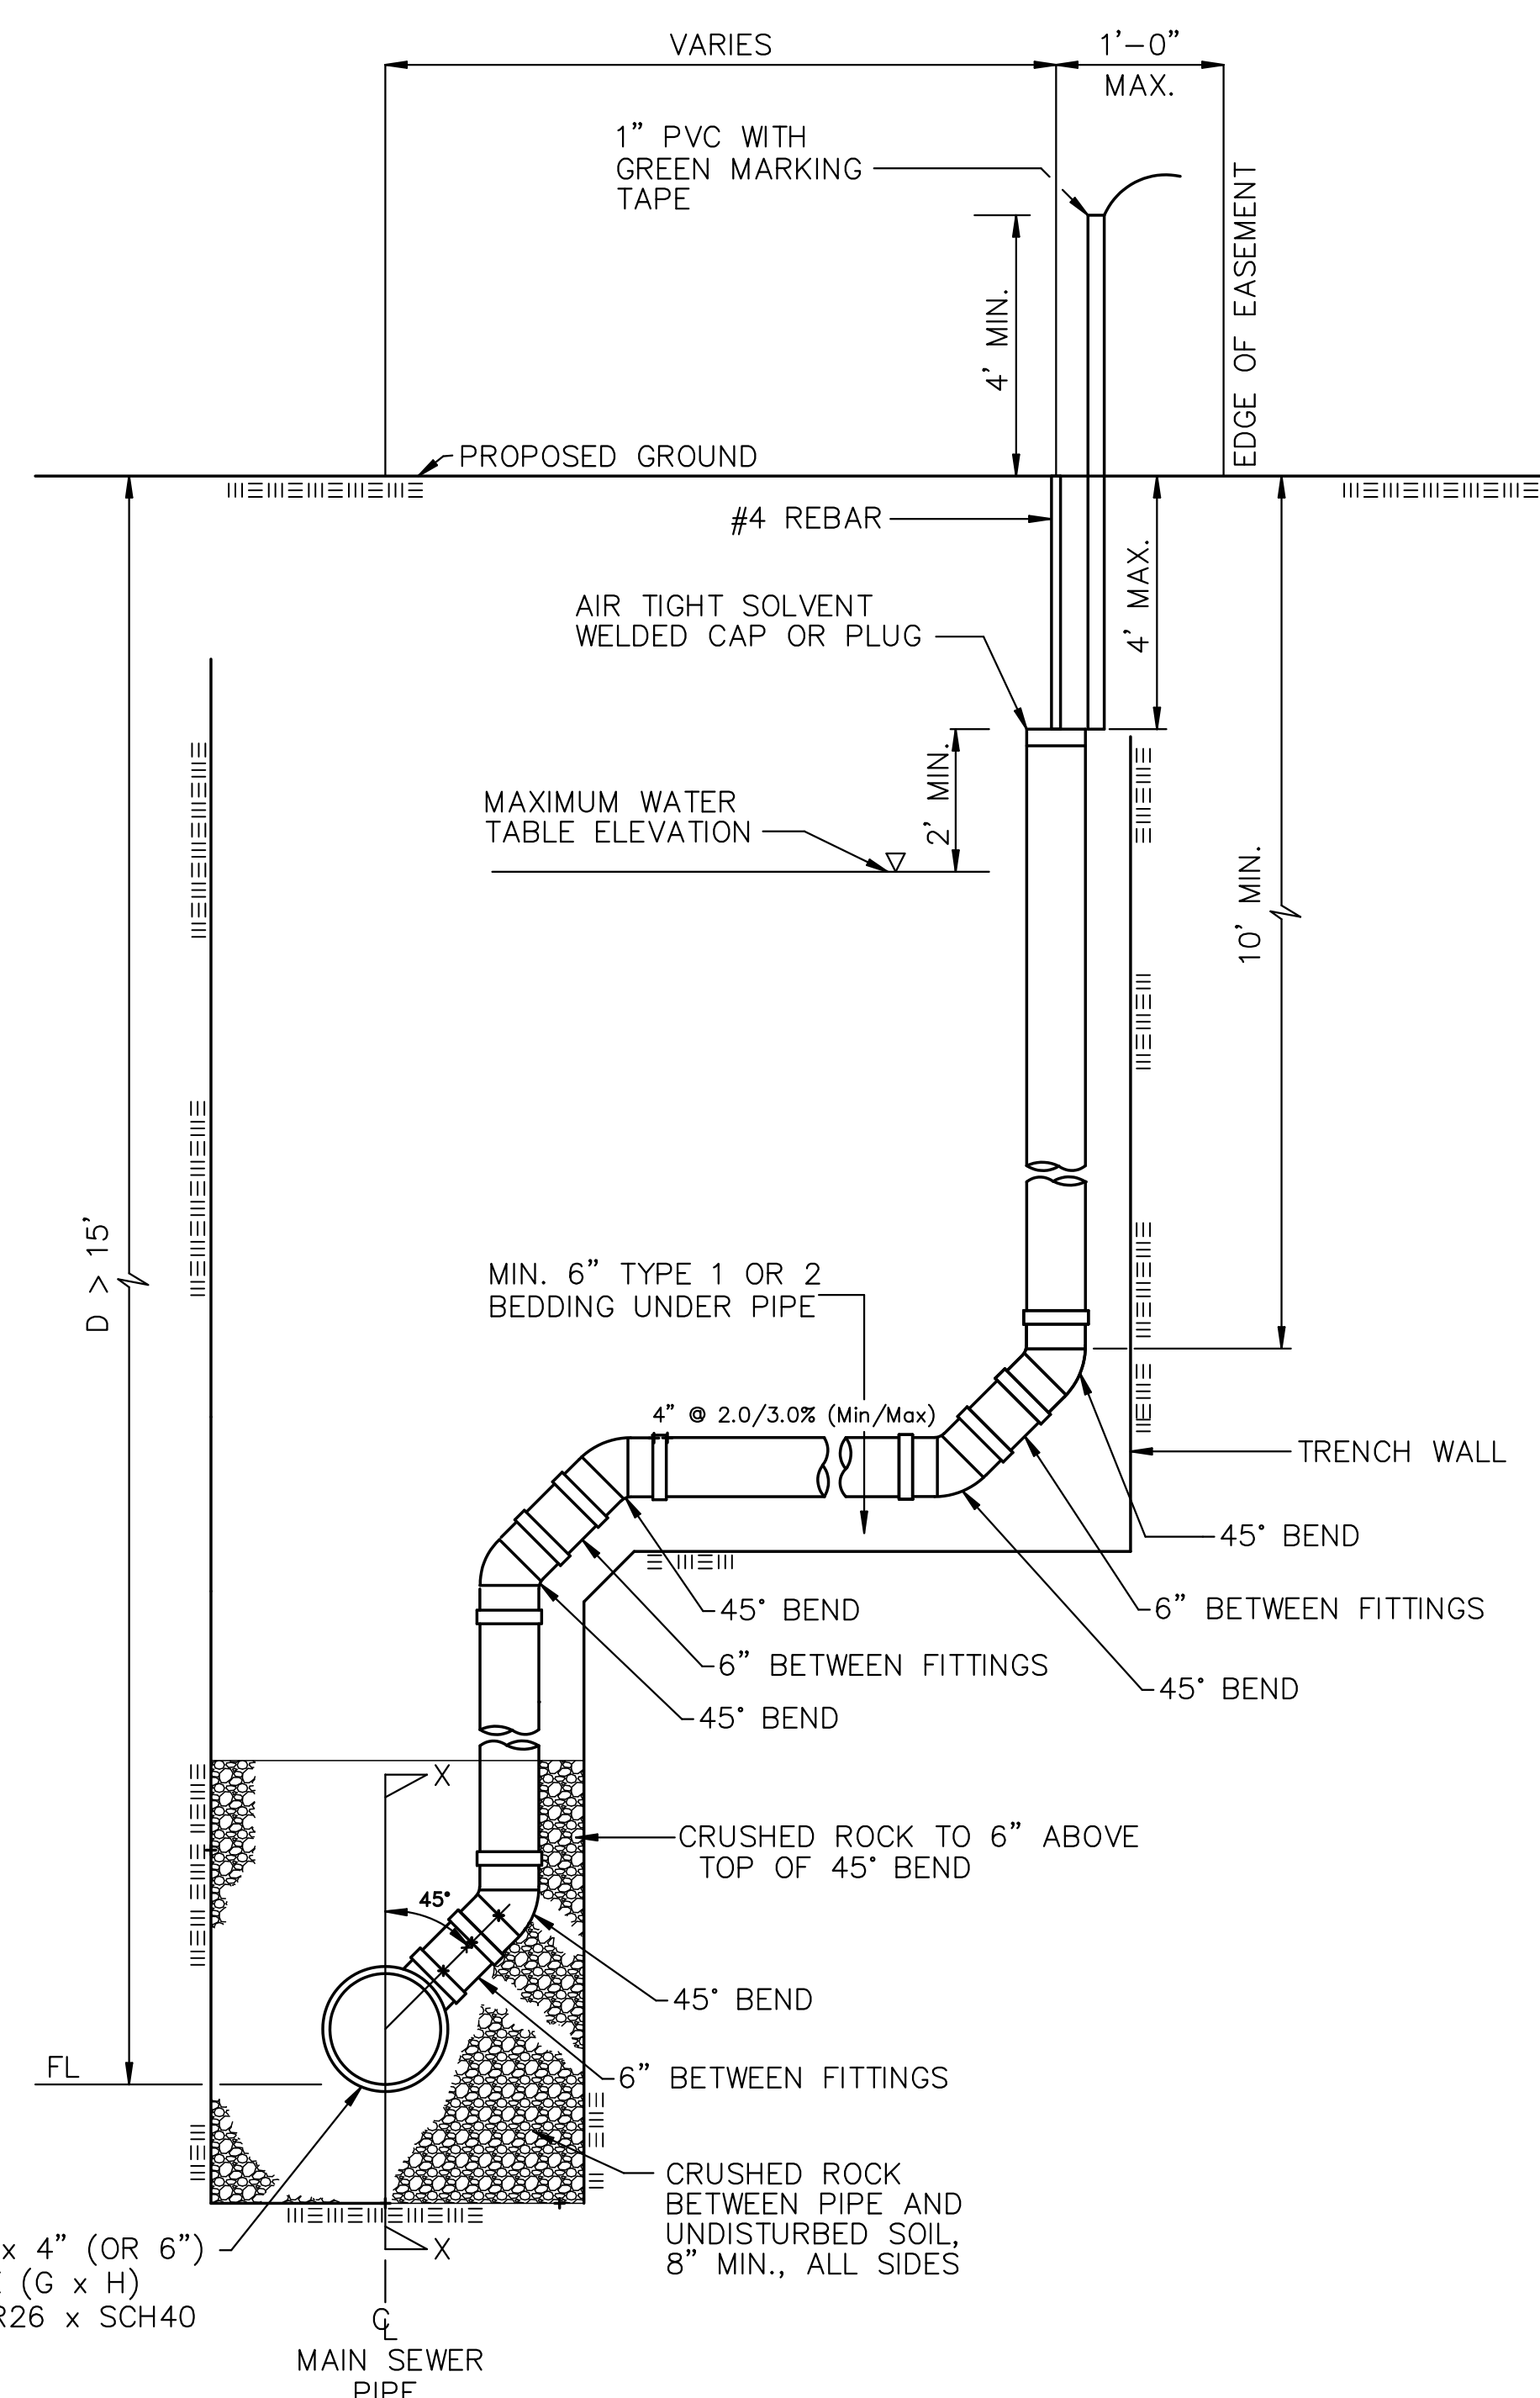 VARIES
1’–0”
MAX.
1” PVC WITH
GREEN MARKING
TAPE
EDGE OF EASEMENT
4’ MIN.
PROPOSED GROUND
#4 REBAR
4’ MAX.
AIR TIGHT SOLVENT
WELDED CAP OR PLUG
2’ MIN.
MAXIMUM WATER
TABLE ELEVATION
10’ MIN.
D > 15’
MIN. 6” TYPE 1 OR 2
BEDDING UNDER PIPE
4” @ 2.0/3.0% (Min/Max)
TRENCH WALL
45° BEND
6” BETWEEN FITTINGS
45° BEND
45° BEND
6” BETWEEN FITTINGS
45° BEND
X
CRUSHED ROCK TO 6” ABOVE
TOP OF 45° BEND
45°
45° BEND
FL
6” BETWEEN FITTINGS
CRUSHED ROCK
BETWEEN PIPE AND
UNDISTURBED SOIL,
8” MIN., ALL SIDES
x 4” (OR 6”)
(G x H)
R26 x SCH40
X
CL
MAIN SEWER
PIPE